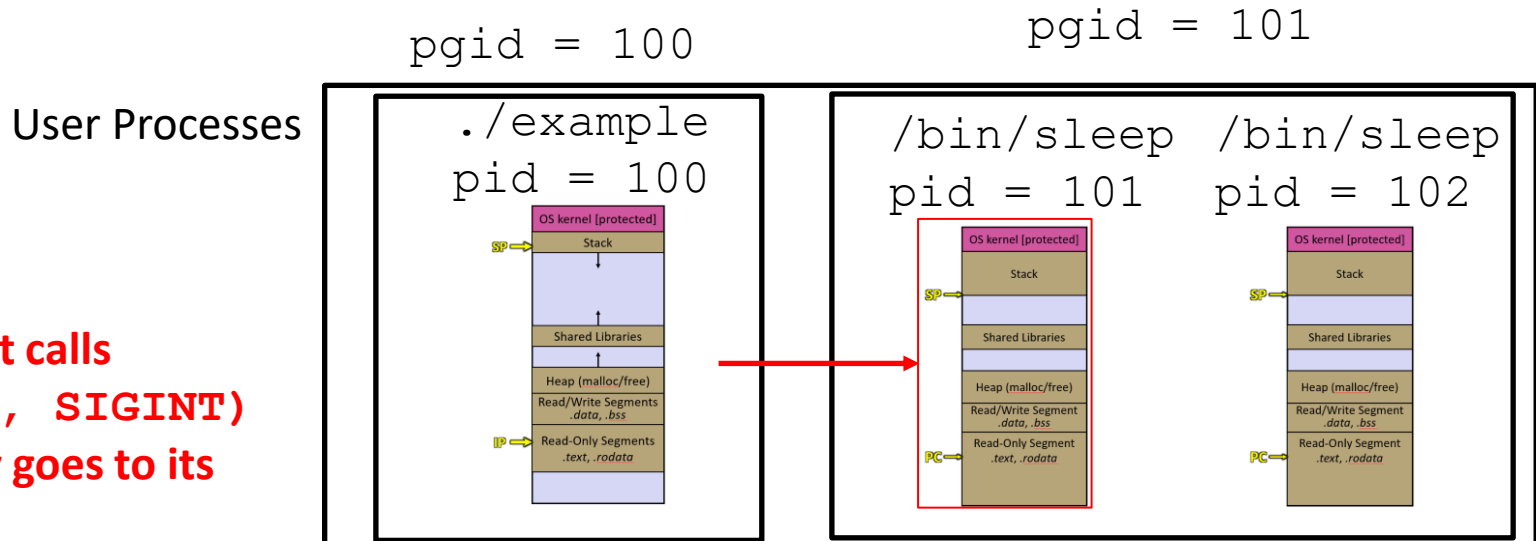 pgid = 100
pgid = 101
User Processes
./example
pid = 100
/bin/sleep
pid = 101
/bin/sleep
pid = 102
OS kernel [protected]
SP
Stack
Shared Libraries
Heap (malloc/free)
Read/Write Segments
.data, .bss
IP
Read-Only Segments
.text, .rodata
OS kernel [protected]
Stack
SP
Shared Libraries
Heap (malloc/free)
Read/Write Segment
.data, .bss
Read-Only Segment
PC
.text, .rodata
OS kernel [protected]
Stack
SP
Shared Libraries
Heap (malloc/free)
Read/Write Segment
.data, .bss
Read-Only Segment
PC
.text, .rodata
t calls
, SIGINT)
goes to its